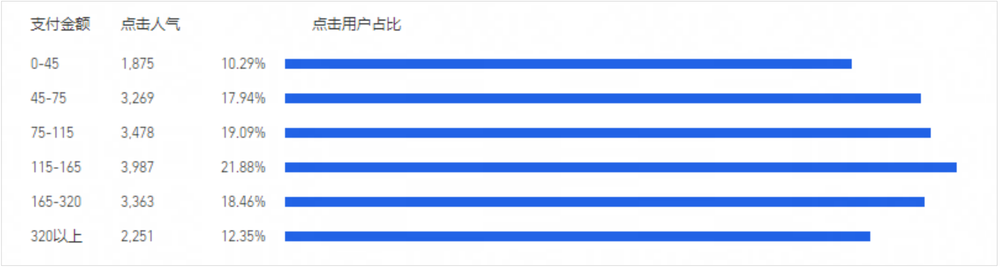 支付金额 点击人气 点击用户占比
0-45 1,875 10.29%
45-75 3,269 17.94%
75-115 3,478 19.09%
115-165 3,987 21.88%
165-320 3,363 18.46%
320以上 2,251 12.35%